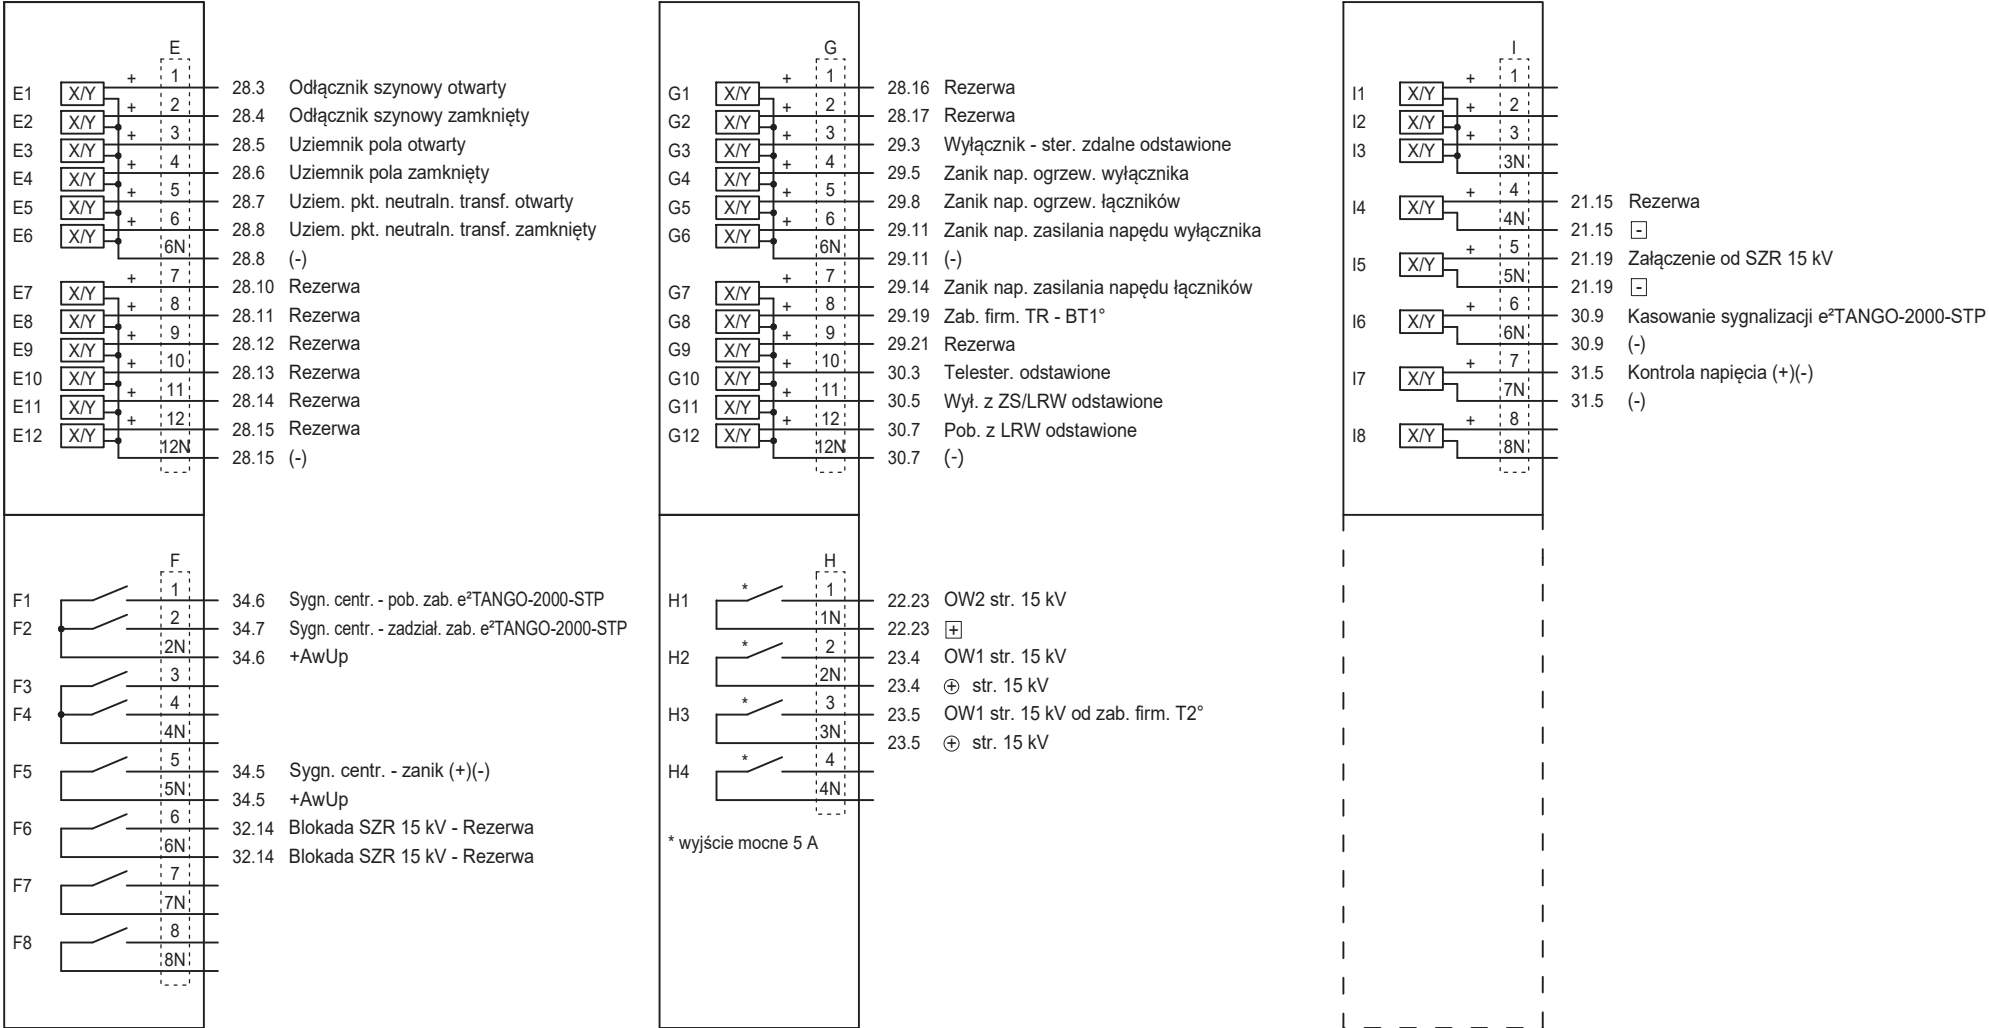 E
E1 X/Y + 1 28.3 Odłącznik szynowy otwarty
E2 X/Y + 2 28.4 Odłącznik szynowy zamknięty
E3 X/Y + 3 28.5 Uziemnik pola otwarty
E4 X/Y + 4 28.6 Uziemnik pola zamknięty
E5 X/Y + 5 28.7 Uziem. pkt. neutraln. transf. otwarty
E6 X/Y + 6 28.8 Uziem. pkt. neutraln. transf. zamknięty
6N 28.8 (-)
E7 X/Y + 7 28.10 Rezerwa
E8 X/Y + 8 28.11 Rezerwa
E9 X/Y + 9 28.12 Rezerwa
E10 X/Y + 10 28.13 Rezerwa
E11 X/Y + 11 28.14 Rezerwa
E12 X/Y + 12 28.15 Rezerwa
12N 28.15 (-)
F
F1 1 34.6 Sygn. centr. - pob. zab. e²TANGO-2000-STP
F2 2 34.7 Sygn. centr. - zadział. zab. e²TANGO-2000-STP
2N 34.6 +AwUp
F3 3
F4 4
4N
F5 5 34.5 Sygn. centr. - zanik (+)(-)
5N 34.5 +AwUp
F6 6 32.14 Blokada SZR 15 kV - Rezerwa
6N 32.14 Blokada SZR 15 kV - Rezerwa
F7 7
7N
F8 8
8N
G
G1 X/Y + 1 28.16 Rezerwa
G2 X/Y + 2 28.17 Rezerwa
G3 X/Y + 3 29.3 Wyłącznik - ster. zdalne odstawione
G4 X/Y + 4 29.5 Zanik nap. ogrzew. wyłącznika
G5 X/Y + 5 29.8 Zanik nap. ogrzew. łączników
G6 X/Y + 6 29.11 Zanik nap. zasilania napędu wyłącznika
6N 29.11 (-)
G7 X/Y + 7 29.14 Zanik nap. zasilania napędu łączników
G8 X/Y + 8 29.19 Zab. firm. TR - BT1°
G9 X/Y + 9 29.21 Rezerwa
G10 X/Y + 10 30.3 Telester. odstawione
G11 X/Y + 11 30.5 Wył. z ZS/LRW odstawione
G12 X/Y + 12 30.7 Pob. z LRW odstawione
12N 30.7 (-)
H
H1 * 1 22.23 OW2 str. 15 kV
1N 22.23 +
H2 * 2 23.4 OW1 str. 15 kV
2N 23.4 ⊕ str. 15 kV
H3 * 3 23.5 OW1 str. 15 kV od zab. firm. T2°
3N 23.5 ⊕ str. 15 kV
H4 * 4
4N
* wyjście mocne 5 A
I
I1 X/Y + 1
I2 X/Y + 2
I3 X/Y + 3
3N
I4 X/Y + 4 21.15 Rezerwa
4N 21.15 -
I5 X/Y + 5 21.19 Załączenie od SZR 15 kV
5N 21.19 -
I6 X/Y + 6 30.9 Kasowanie sygnalizacji e²TANGO-2000-STP
6N 30.9 (-)
I7 X/Y + 7 31.5 Kontrola napięcia (+)(-)
7N 31.5 (-)
I8 X/Y + 8
8N